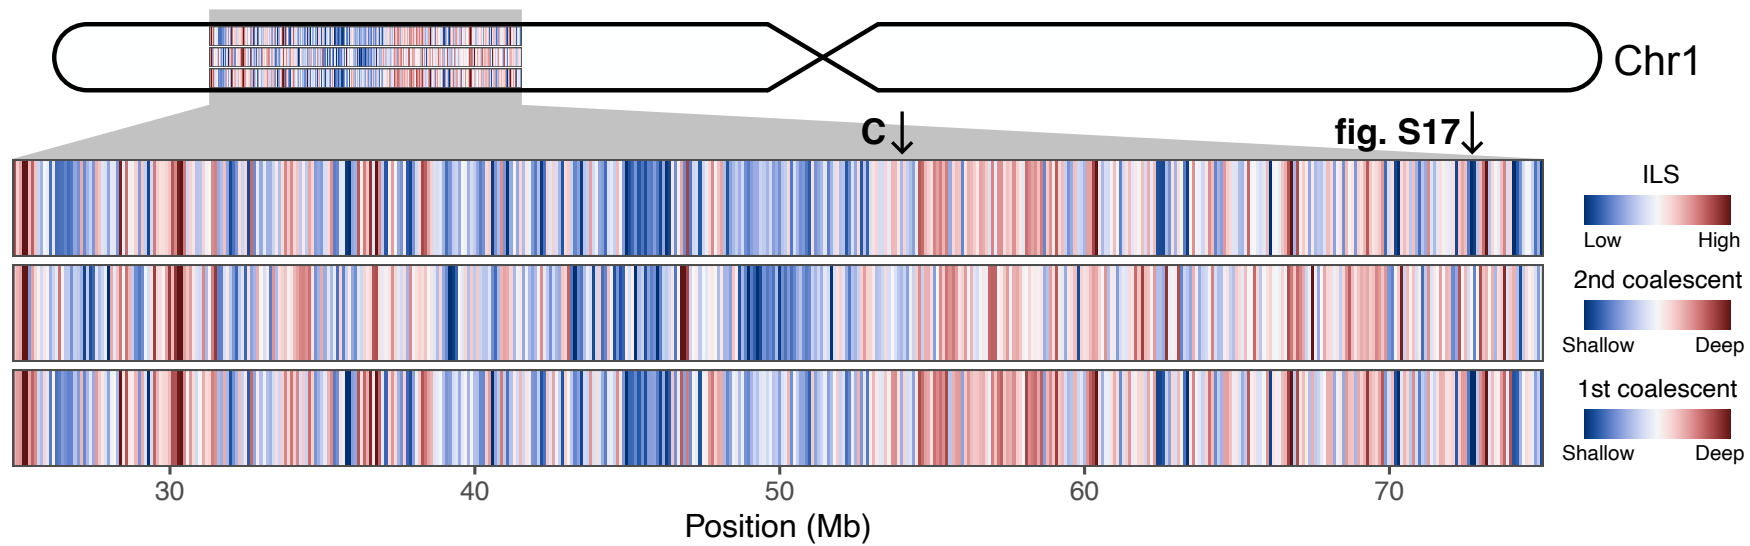 Chr1
C
fig. S17
ILS
Low High
2nd coalescent
Shallow Deep
1st coalescent
Shallow Deep
30 40 50 60 70
Position (Mb)